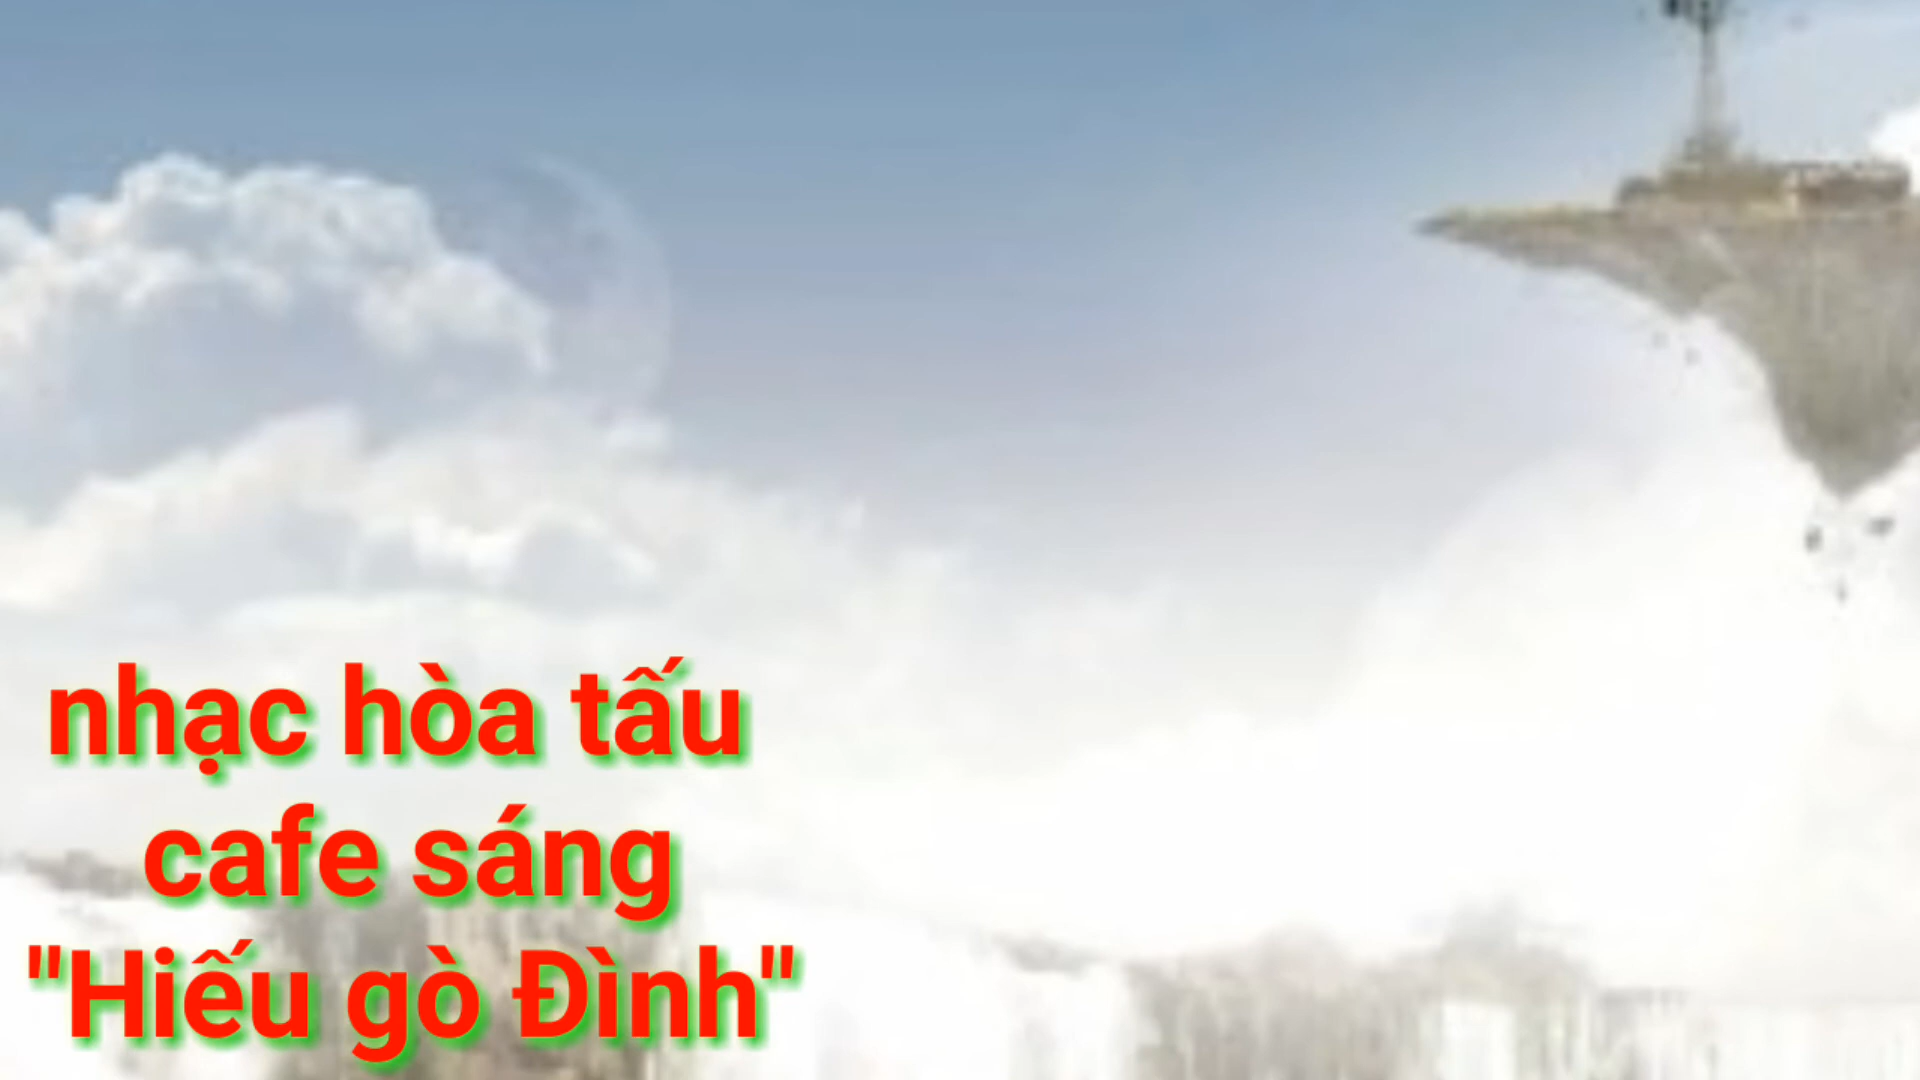 nhạc hòa tấu
cafe sáng
"Hiếu gò Đình"